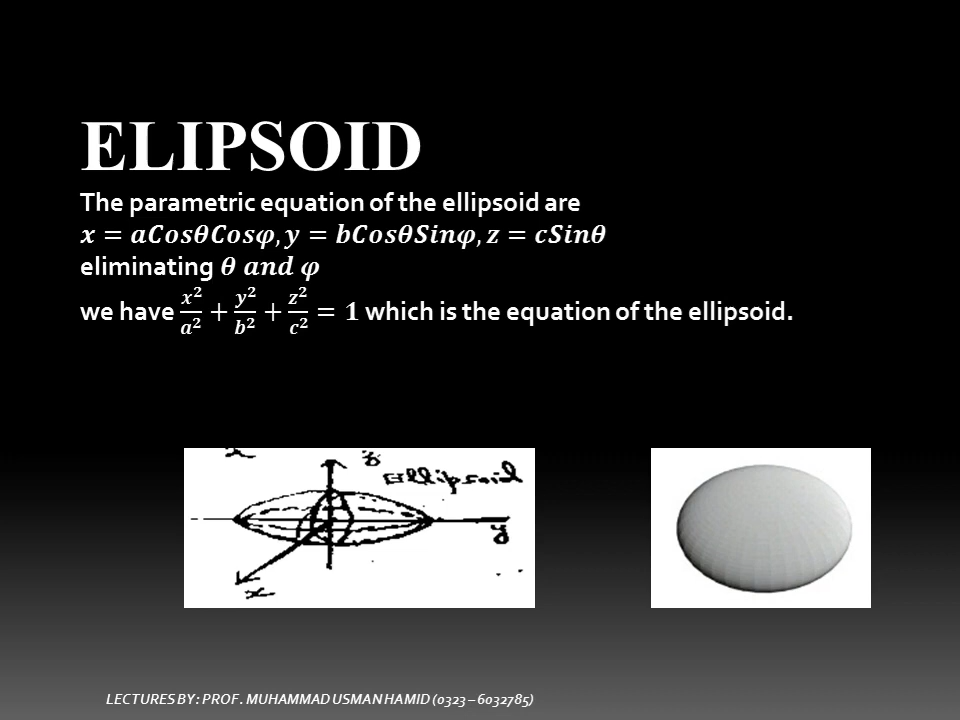 ELIPSOID
The parametric equation of the ellipsoid are
𝒙 = 𝒂𝑪𝒐𝒔𝜽𝑪𝒐𝒔𝝋, 𝒚 = 𝒃𝑪𝒐𝒔𝜽𝑺𝒊𝒏𝝋, 𝒛 = 𝒄𝑺𝒊𝒏𝜽
eliminating 𝜽 𝒂𝒏𝒅 𝝋
we have 𝒙²/𝒂² + 𝒚²/𝒃² + 𝒛²/𝒄² = 𝟏 which is the equation of the ellipsoid.
z
Ellipsoid
y
x
LECTURES BY: PROF. MUHAMMAD USMAN HAMID (0323 – 6032785)